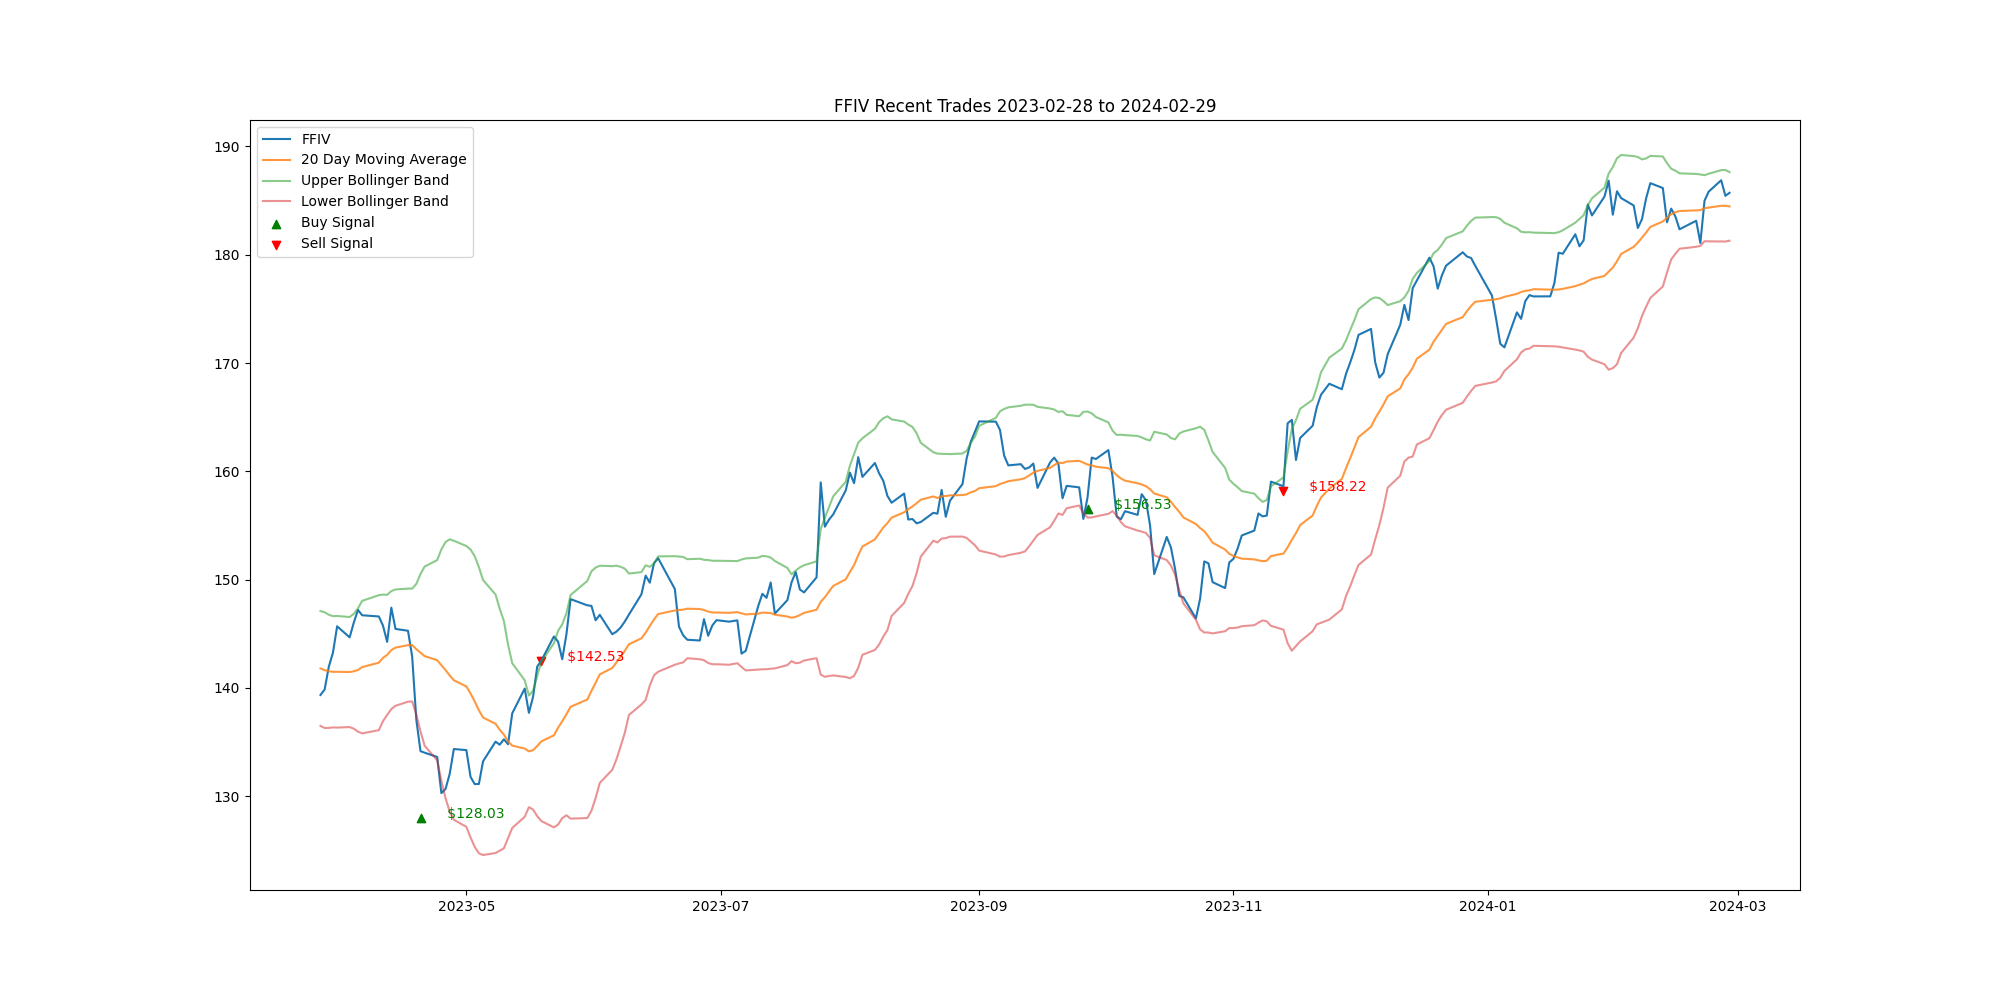 FFIV Recent Trades 2023-02-28 to 2024-02-29
FFIV
20 Day Moving Average
Upper Bollinger Band
Lower Bollinger Band
Buy Signal
Sell Signal
190
180
170
160
150
140
130
$128.03
$142.53
$156.53
$158.22
2023-05
2023-07
2023-09
2023-11
2024-01
2024-03